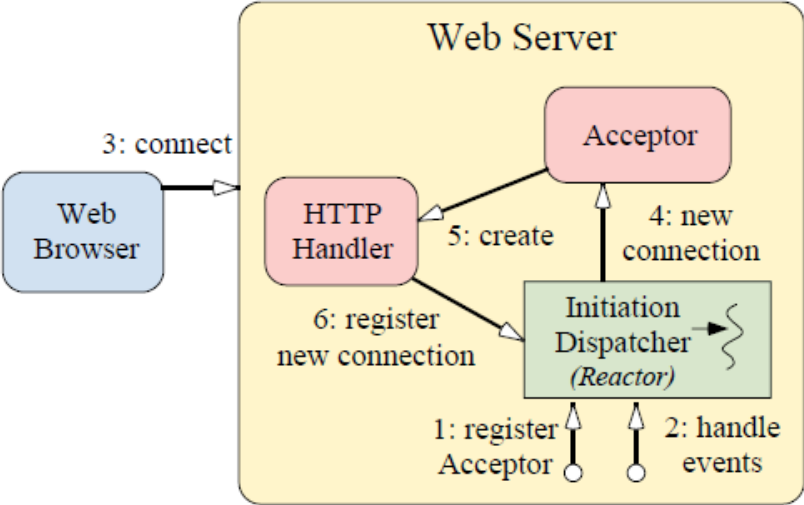 Web Server
3: connect
Acceptor
Web
Browser
HTTP
Handler
5: create
4: new
connection
6: register
new connection
Initiation
Dispatcher
(Reactor)
1: register
Acceptor
2: handle
events